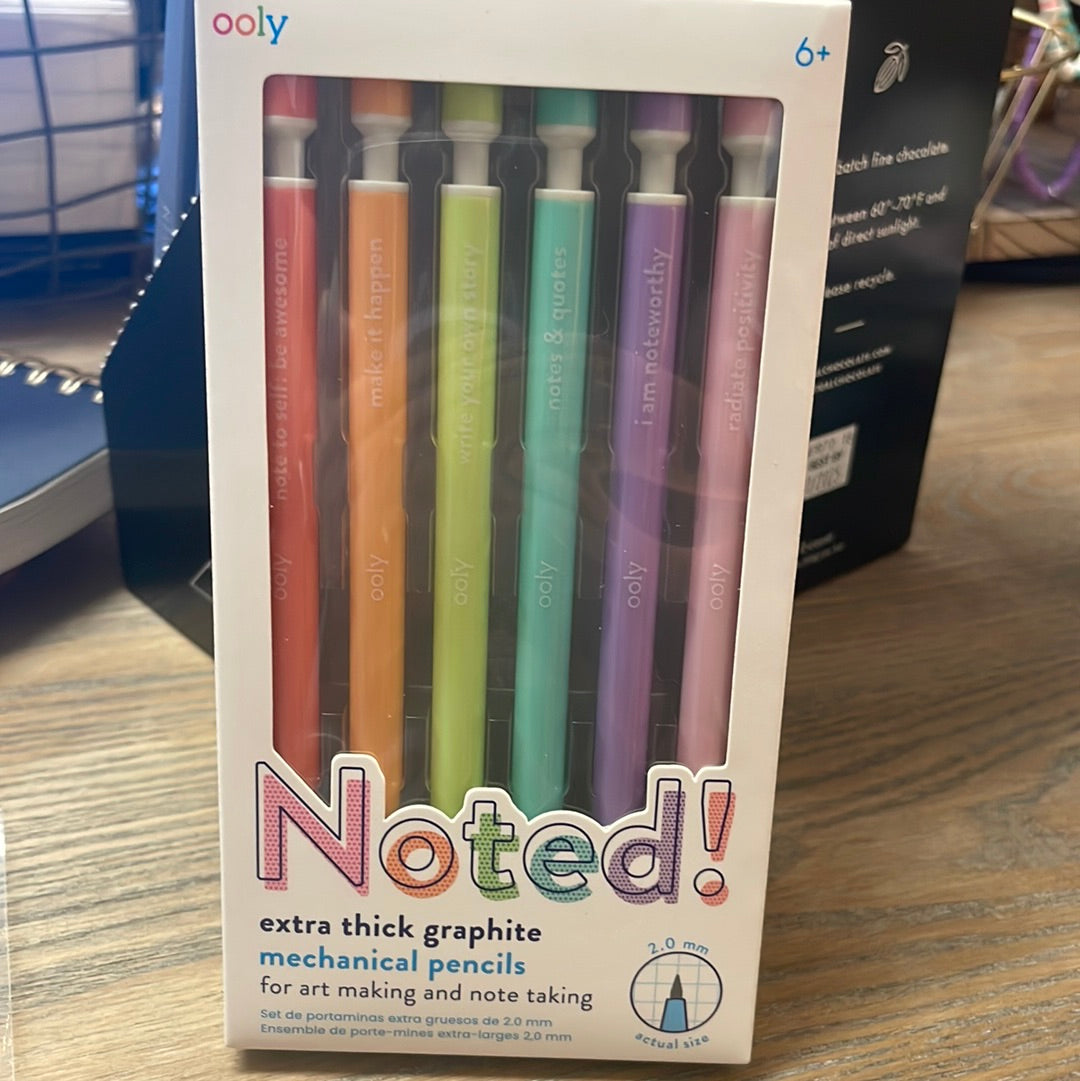 ooly
6+
note to self: be awesome
make it happen
write your own story
notes & quotes
i am noteworthy
radiate positivity
ooly
ooly
ooly
ooly
ooly
ooly
Noted!
extra thick graphite
mechanical pencils
for art making and note taking
Set de portaminas extra gruesos de 2.0 mm
Ensemble de porte-mines extra-larges 2,0 mm
2.0 mm
actual size
batch fine chocolate.
60°-70°F and
of direct sunlight.
recycle.